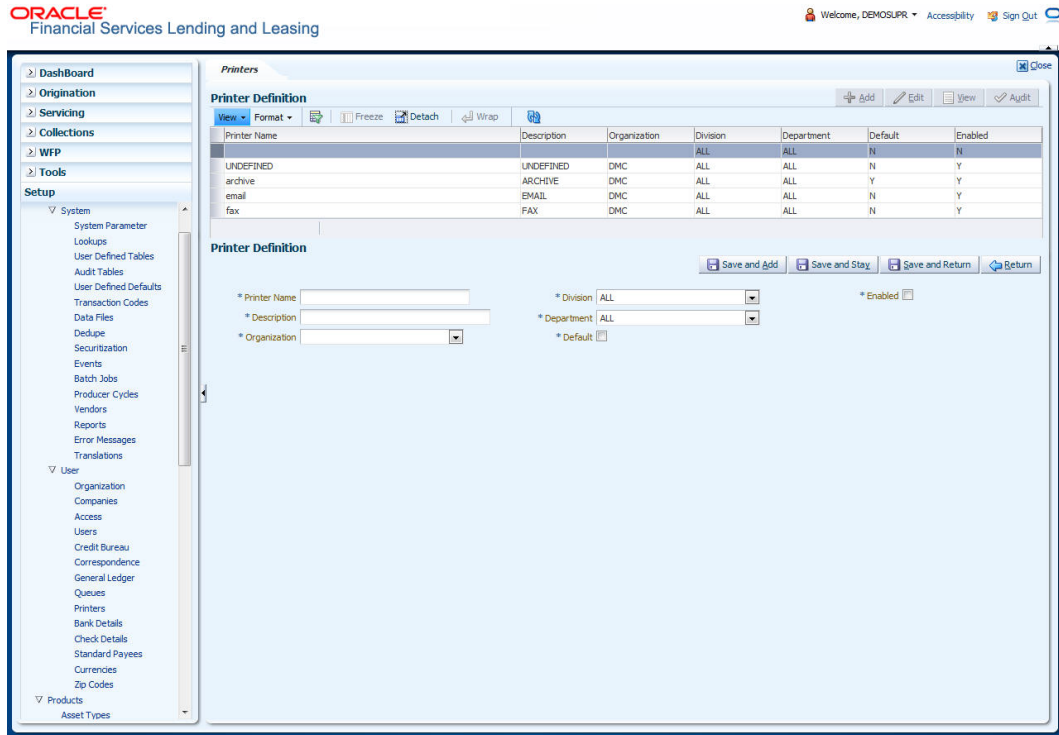 ORACLE
Financial Services Lending and Leasing
Welcome, DEMOSUPR
Accessibility
Sign Out
DashBoard
Origination
Servicing
Collections
WFP
Tools
Setup
System
System Parameter
Lookups
User Defined Tables
Audit Tables
User Defined Defaults
Transaction Codes
Data Files
Dedupe
Securitization
Events
Batch Jobs
Producer Cycles
Vendors
Reports
Error Messages
Translations
User
Organization
Companies
Access
Users
Credit Bureau
Correspondence
General Ledger
Queues
Printers
Bank Details
Check Details
Standard Payees
Currencies
Zip Codes
Products
Asset Types
Printers
Close
Printer Definition
Add Edit View Audit
View Format Freeze Detach Wrap
Printer Name Description Organization Division Department Default Enabled
ALL ALL N N
UNDEFINED UNDEFINED DMC ALL ALL N Y
archive ARCHIVE DMC ALL ALL Y Y
email EMAIL DMC ALL ALL N Y
fax FAX DMC ALL ALL N Y
Printer Definition
Save and Add Save and Stay Save and Return Return
* Printer Name * Division ALL * Enabled
* Description * Department ALL
* Organization * Default